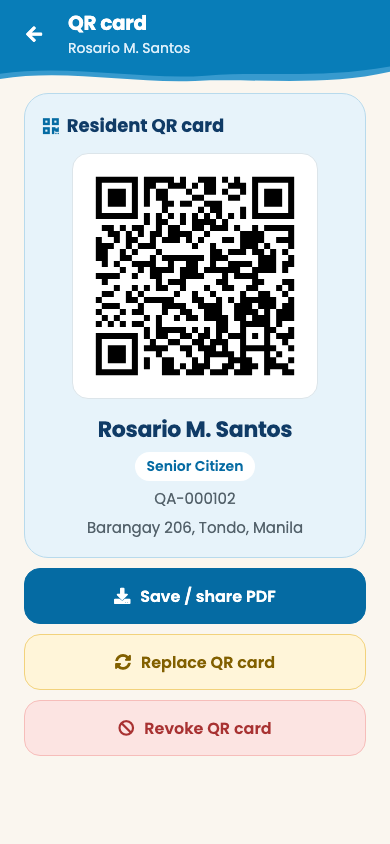 QR card
Rosario M. Santos
Resident QR card
Rosario M. Santos
Senior Citizen
QA-000102
Barangay 206, Tondo, Manila
Save / share PDF
Replace QR card
Revoke QR card